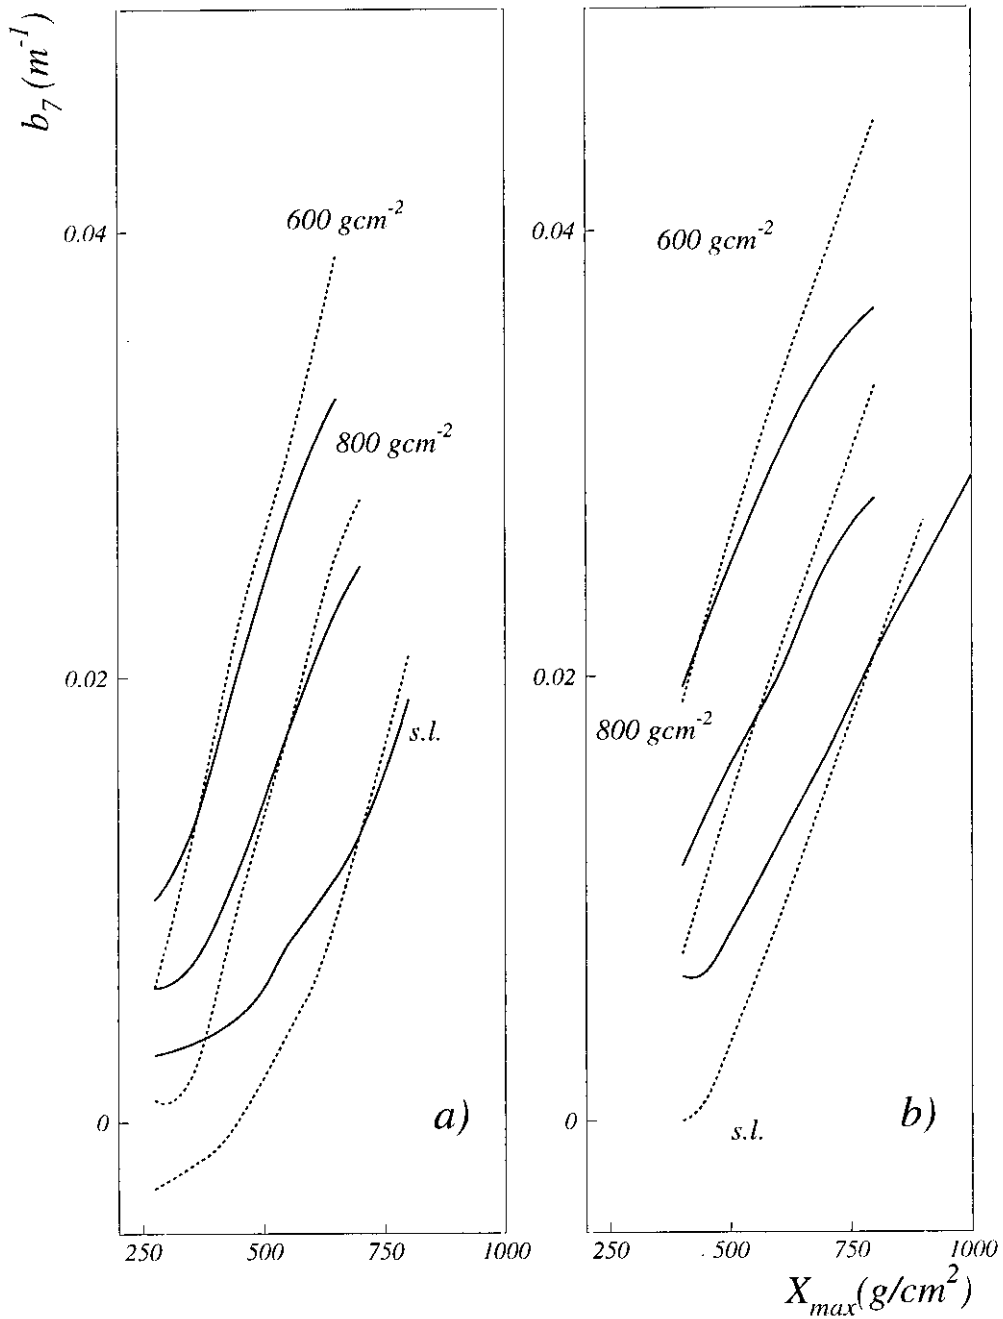 b₇ (m⁻¹)
600 gcm⁻²
0.04
800 gcm⁻²
0.02
s.l.
0
a)
250 500 750 1000
0.04
600 gcm⁻²
0.02
800 gcm⁻²
0
s.l.
b)
250 500 750 1000
X_max (g/cm²)